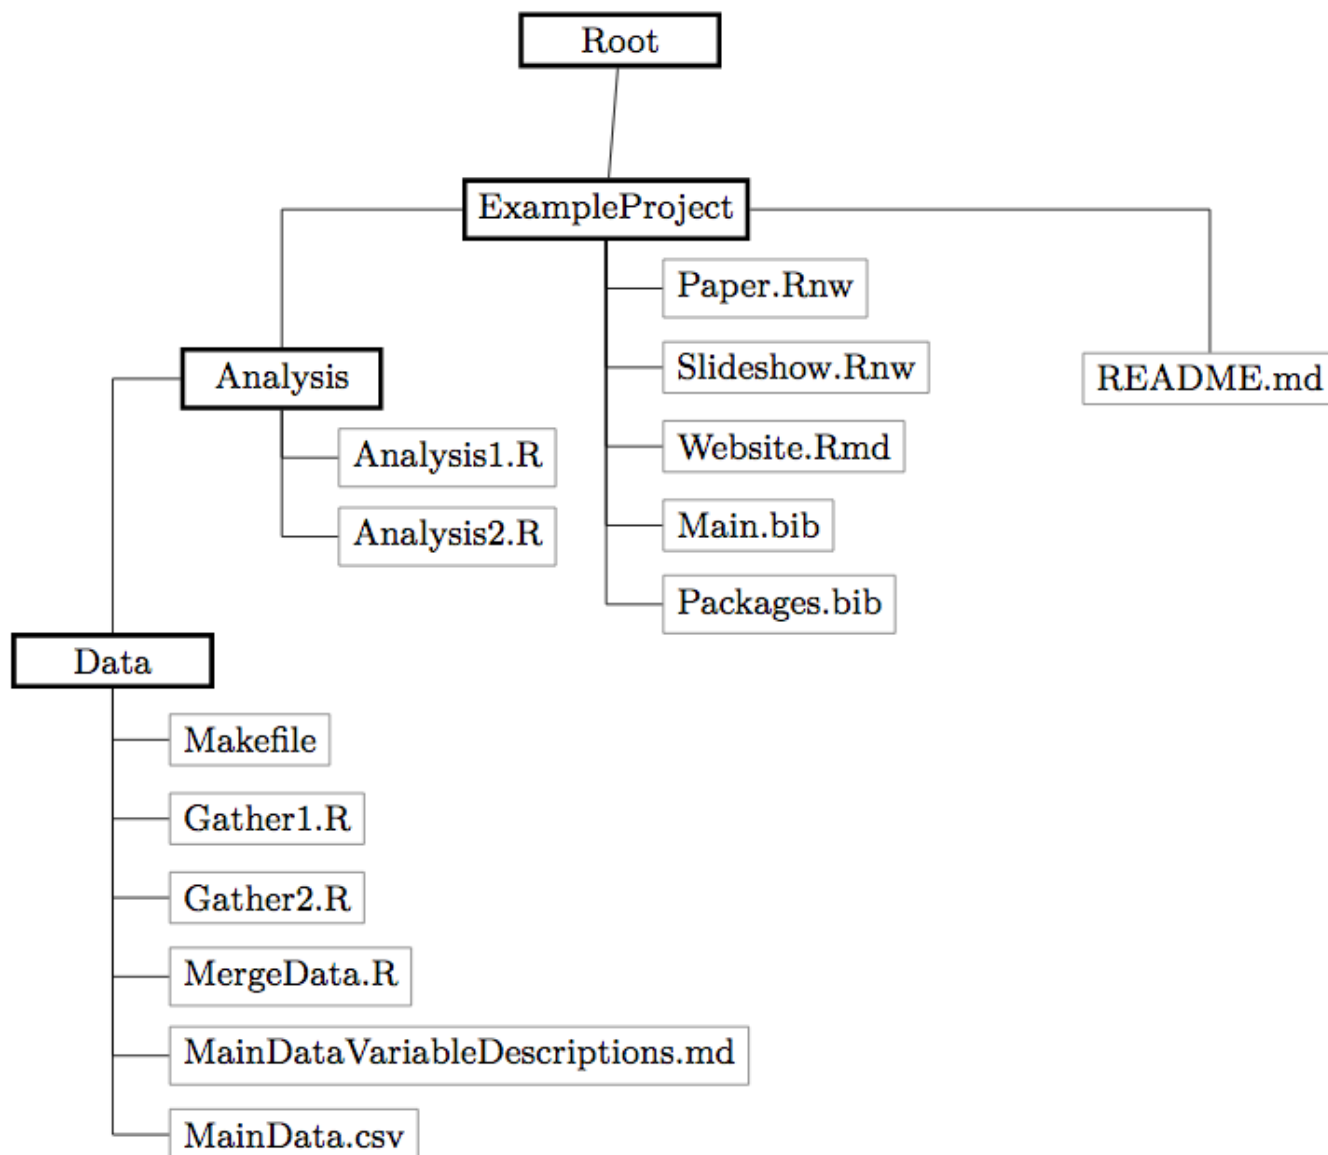 Root
ExampleProject
Paper.Rnw
Slideshow.Rnw
README.md
Analysis
Website.Rmd
Analysis1.R
Main.bib
Analysis2.R
Packages.bib
Data
Makefile
Gather1.R
Gather2.R
MergeData.R
MainDataVariableDescriptions.md
MainData.csv